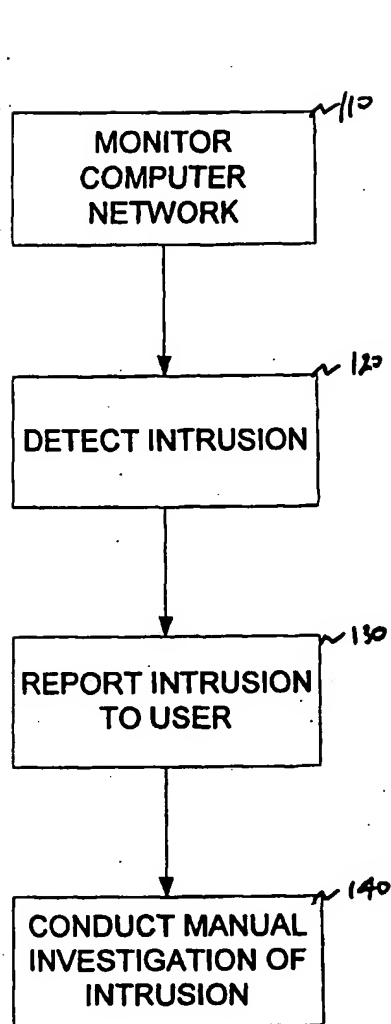 110
MONITOR
COMPUTER
NETWORK
120
DETECT INTRUSION
130
REPORT INTRUSION
TO USER
140
CONDUCT MANUAL
INVESTIGATION OF
INTRUSION